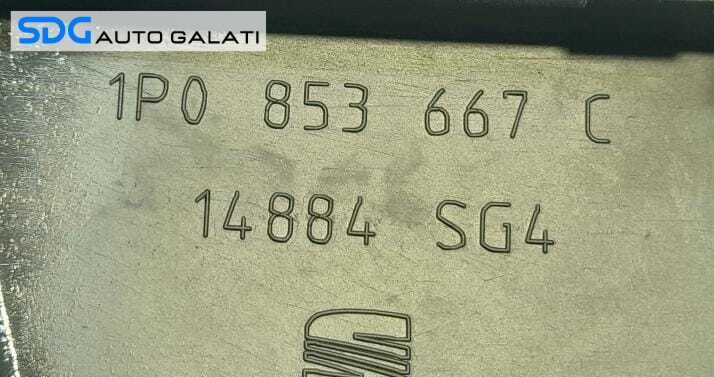 SDG
AUTO GALATI
1P0 853 667 C
14884 SG4